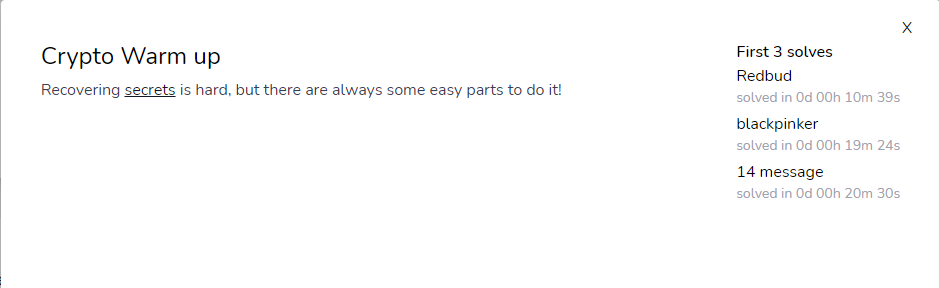 X
Crypto Warm up
Recovering secrets is hard, but there are always some easy parts to do it!
First 3 solves
Redbud
solved in 0d 00h 10m 39s
blackpinker
solved in 0d 00h 19m 24s
14 message
solved in 0d 00h 20m 30s